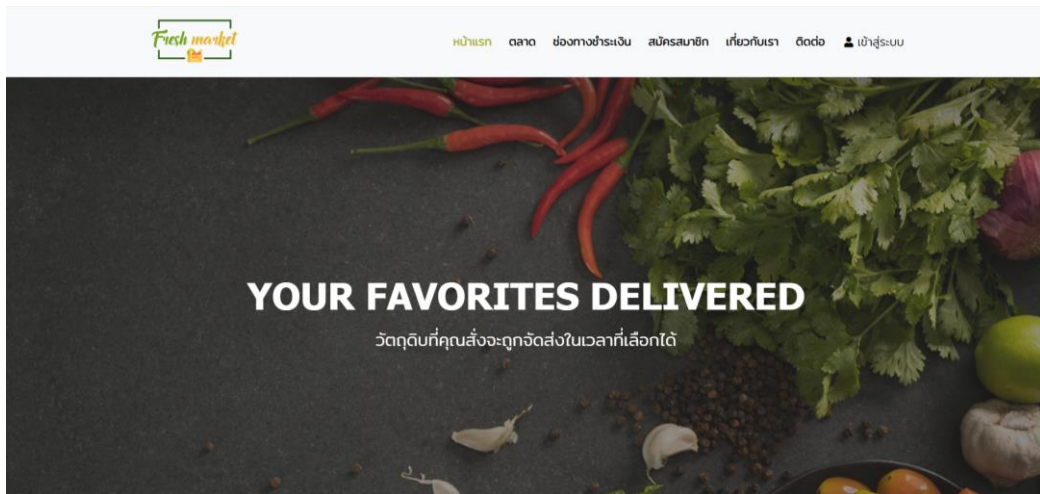 Fresh market
หน้าแรก ตลาด ช่องทางชำระเงิน สมัครสมาชิก เกี่ยวกับเรา ติดต่อ เข้าสู่ระบบ
YOUR FAVORITES DELIVERED
วัตถุดิบที่คุณสั่งจะถูกจัดส่งในเวลาที่เลือกได้